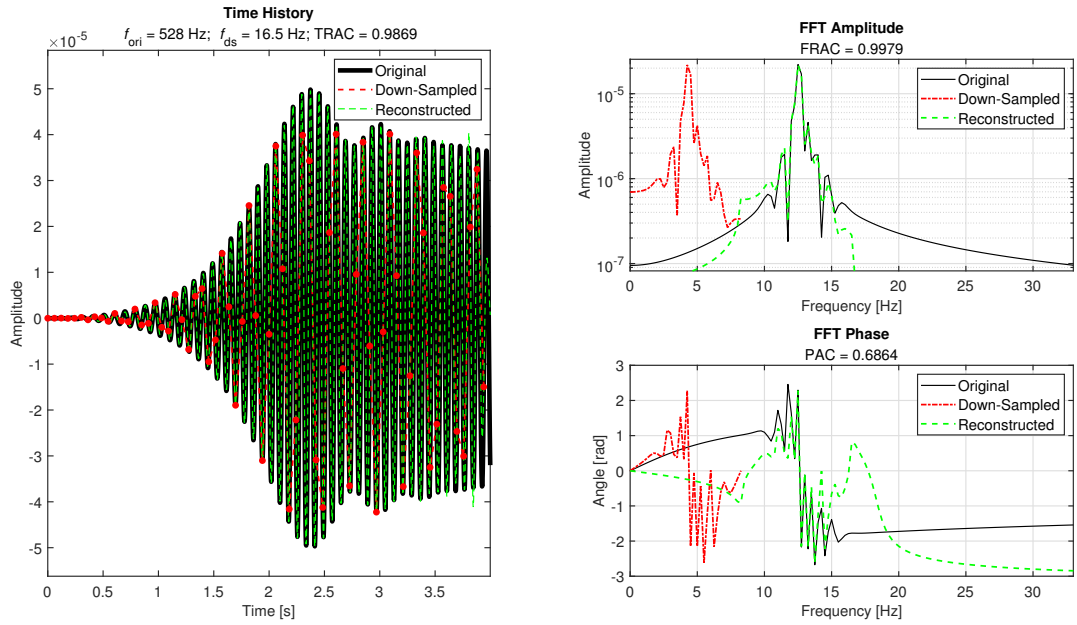 Time History
f_ori = 528 Hz; f_ds = 16.5 Hz; TRAC = 0.9869
×10⁻⁵
5
4
3
2
1
0
-1
-2
-3
-4
-5
Amplitude
0
0.5
1
1.5
2
2.5
3
3.5
Time [s]
Original
Down-Sampled
Reconstructed
FFT Amplitude
FRAC = 0.9979
10⁻⁵
10⁻⁶
10⁻⁷
Amplitude
0
5
10
15
20
25
30
Frequency [Hz]
Original
Down-Sampled
Reconstructed
FFT Phase
PAC = 0.6864
3
2
1
0
-1
-2
-3
Angle [rad]
0
5
10
15
20
25
30
Frequency [Hz]
Original
Down-Sampled
Reconstructed